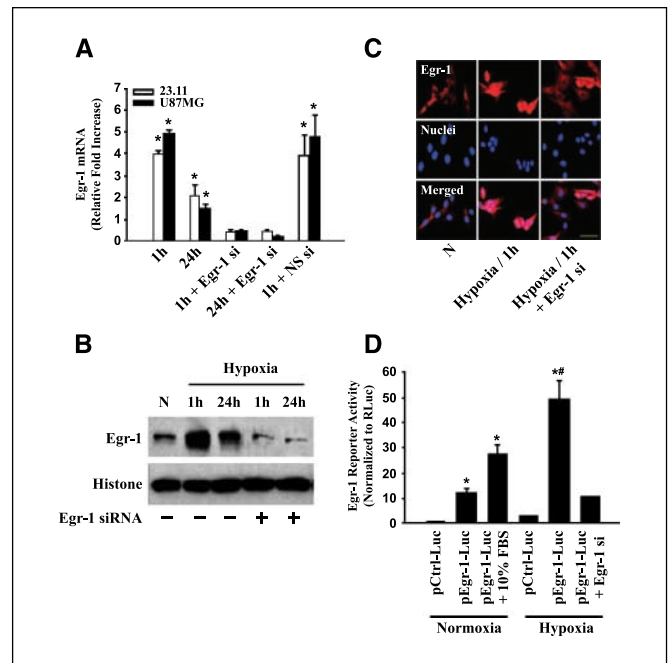 A
23.11
U87MG
Egr-1 mRNA
(Relative Fold Increase)
7
6
5
4
3
2
1
0
* * * * * *
1h
24h
1h + Egr-1 si
24h + Egr-1 si
1h + NS si
C
Egr-1
Nuclei
Merged
N
Hypoxia / 1h
Hypoxia / 1h
+ Egr-1 si
B
Hypoxia
N 1h 24h 1h 24h
Egr-1
Histone
Egr-1 siRNA – – – + +
D
Egr-1 Reporter Activity
(Normalized to RLuc)
60
50
40
30
20
10
0
* * *#
pCtrl-Luc
pEgr-1-Luc
pEgr-1-Luc
+ 10% FBS
pCtrl-Luc
pEgr-1-Luc
pEgr-1-Luc
+ Egr-1 si
Normoxia Hypoxia